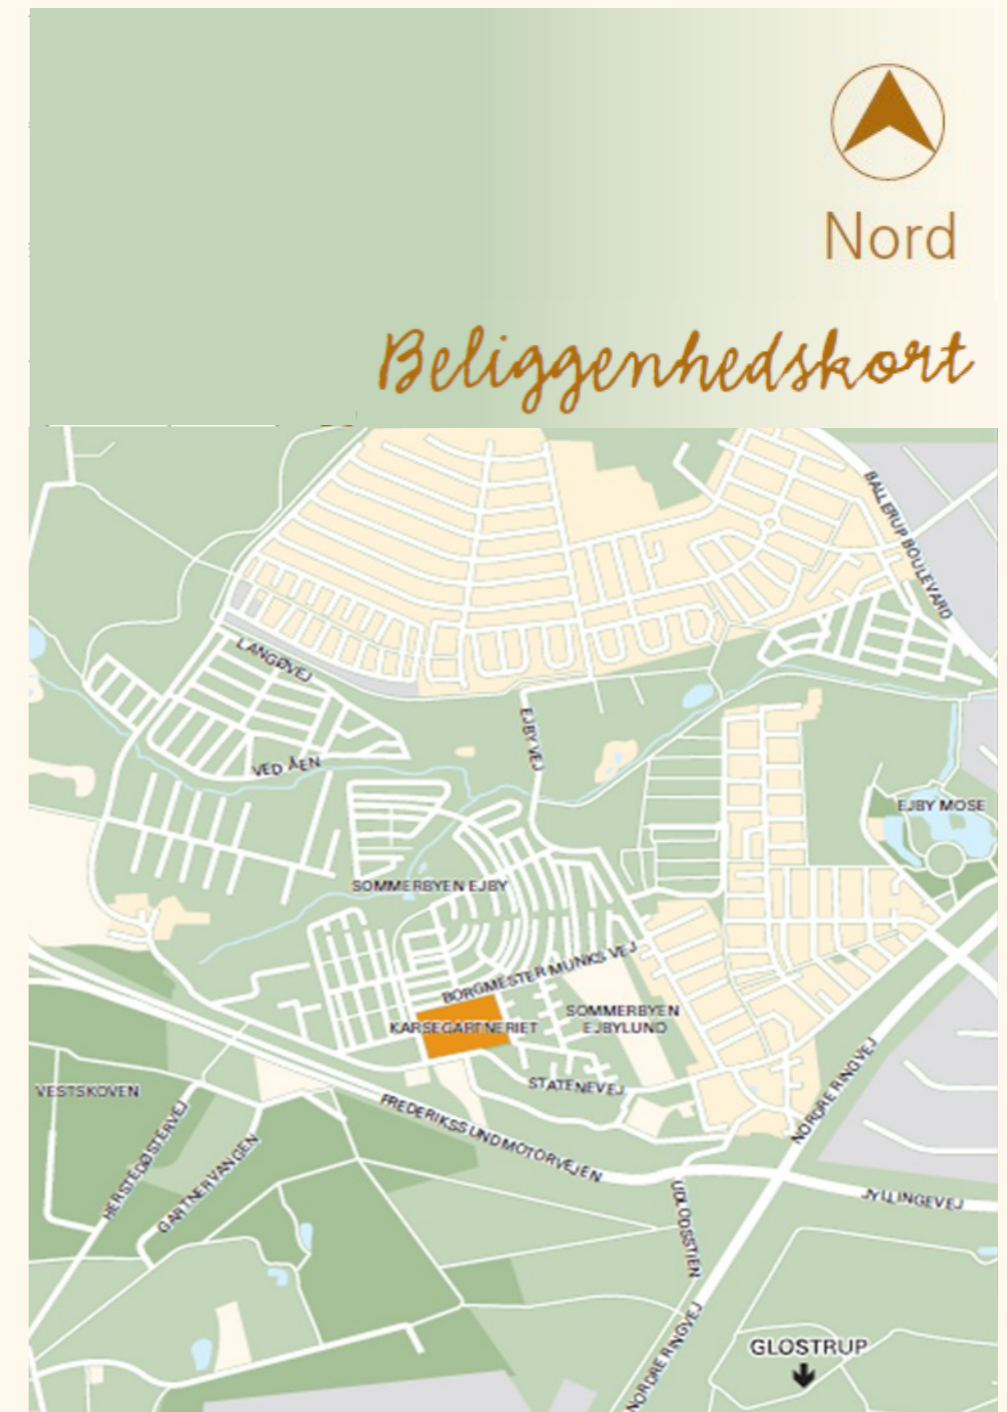 Nord
Beliggenhedskort
BALLERUP BOULEVARD
LANGØVEJ
EJBY VEJ
VED ÅEN
EJBY MOSE
SOMMERBYEN EJBY
BORGMESTER MUNKS VEJ
SOMMERBYEN
EJBYLUND
KARSEGARTNERIET
STATENEVEJ
VESTSKOVEN
HERSTEDØSTERVEJ
GARTNERVANGEN
FREDERIKSSUNDMOTORVEJEN
NORDRE RINGVEJ
JYLLINGEVEJ
UDLODSSTIEN
NORDRE RINGVEJ
GLOSTRUP